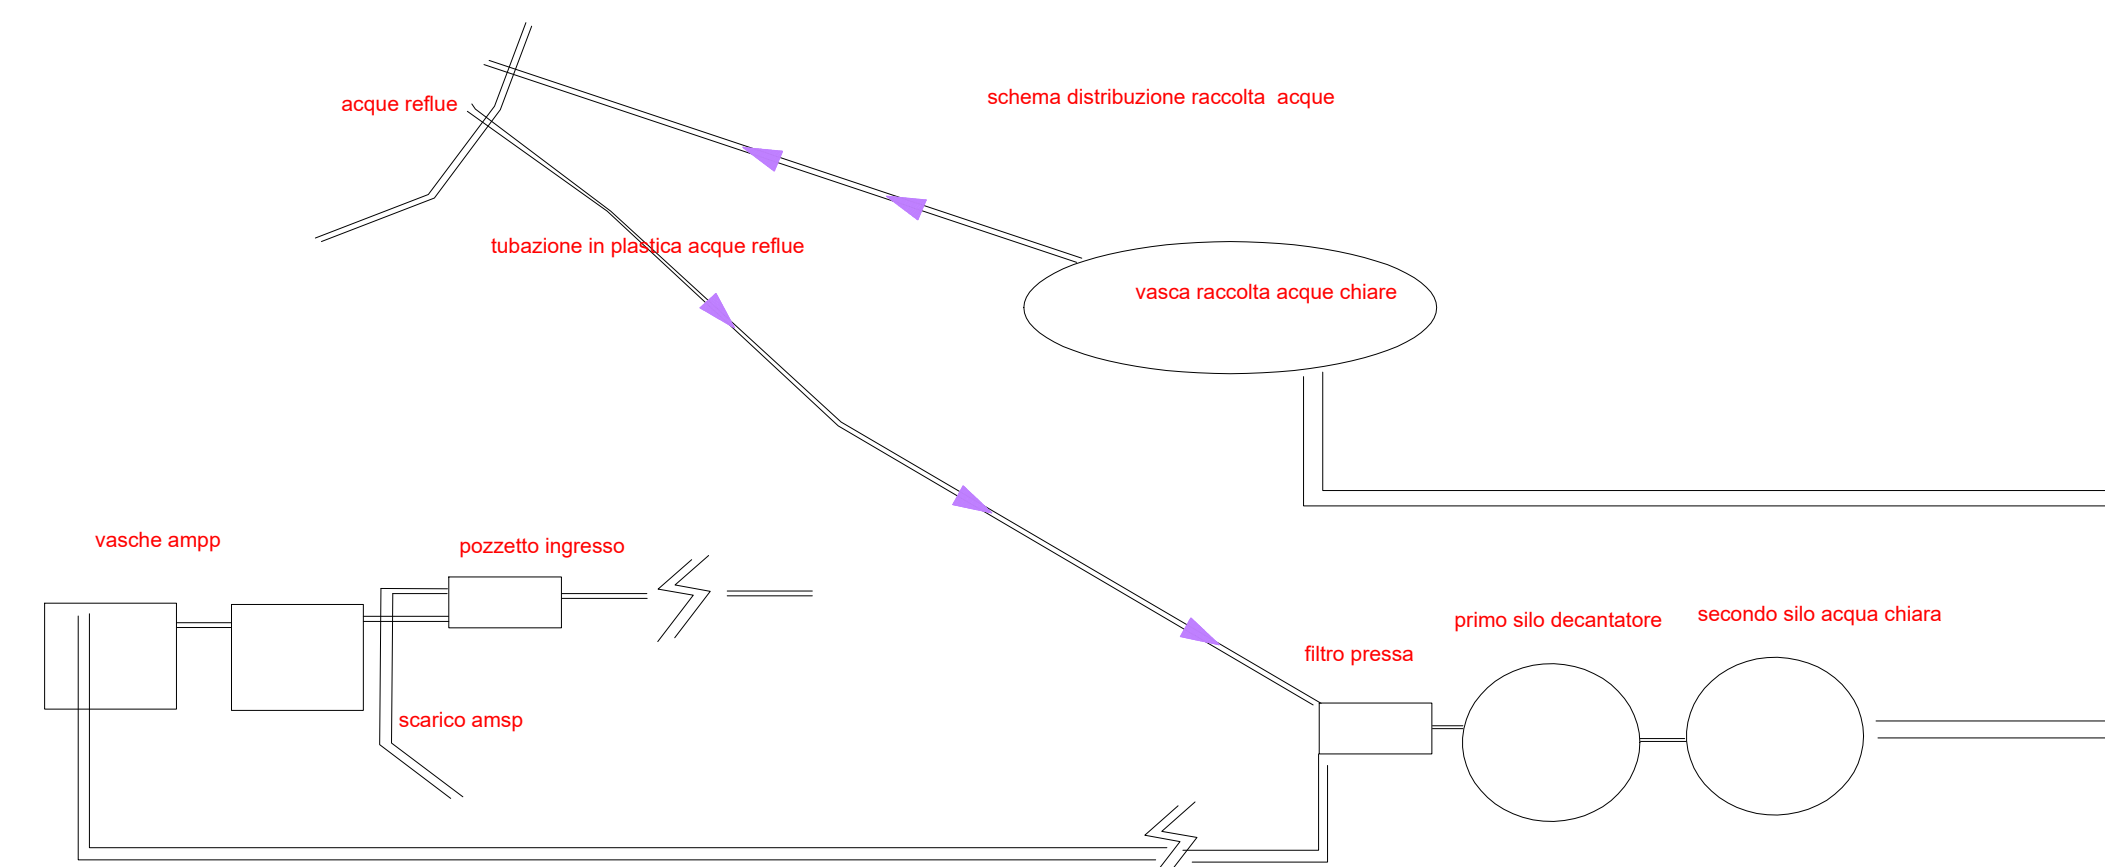 schema distribuzione raccolta  acque
acque reflue
tubazione in plastica acque reflue
vasca raccolta acque chiare
vasche ampp
pozzetto ingresso
primo silo decantatore
secondo silo acqua chiara
filtro pressa
scarico amsp